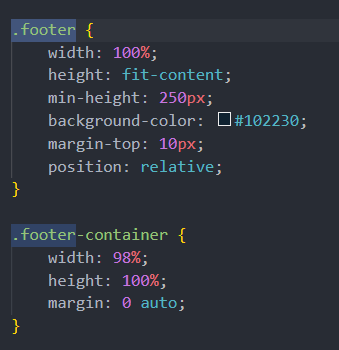 .footer {
    width: 100%;
    height: fit-content;
    min-height: 250px;
    background-color: #102230;
    margin-top: 10px;
    position: relative;
}

.footer-container {
    width: 98%;
    height: 100%;
    margin: 0 auto;
}